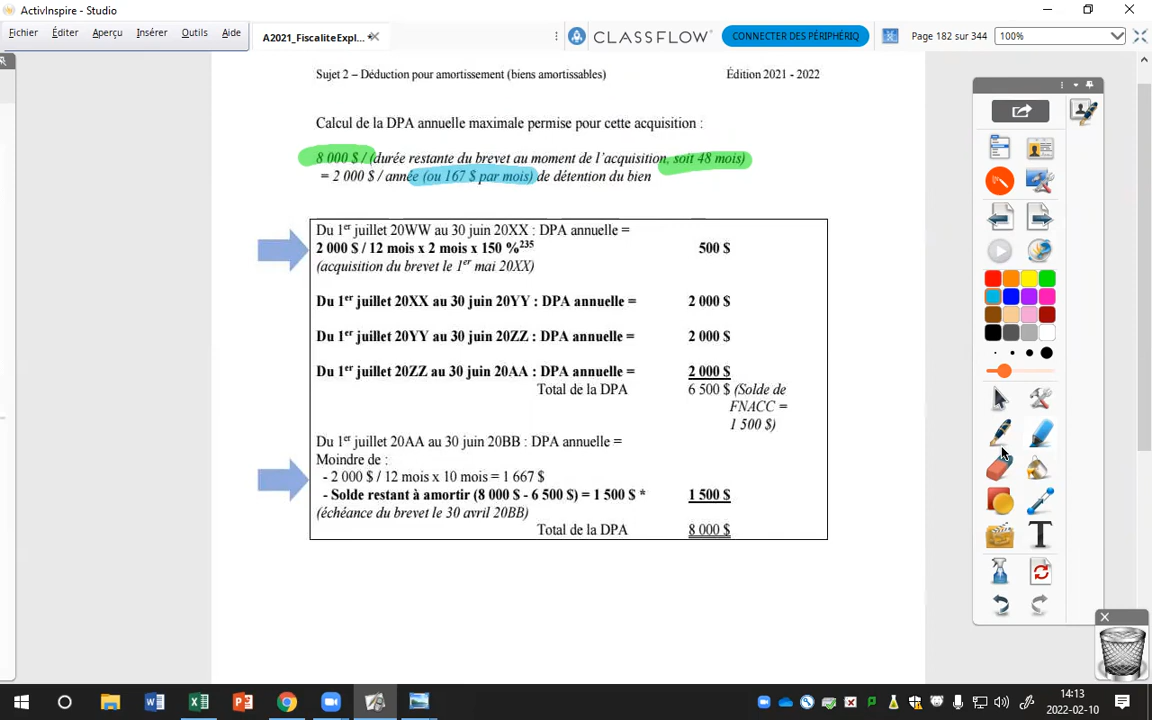 ActivInspire - Studio
Fichier Éditer Aperçu Insérer Outils Aide
A2021_FiscaliteExpl...
CLASSFLOW
CONNECTER DES PÉRIPHÉRIQ
Page 182 sur 344
100%
Sujet 2 – Déduction pour amortissement (biens amortissables) Édition 2021 - 2022
Calcul de la DPA annuelle maximale permise pour cette acquisition :
8 000 $ / (durée restante du brevet au moment de l'acquisition, soit 48 mois)
= 2 000 $ / année (ou 167 $ par mois) de détention du bien
Du 1er juillet 20WW au 30 juin 20XX : DPA annuelle =
2 000 $ / 12 mois x 2 mois x 150 %235 500 $
(acquisition du brevet le 1er mai 20XX)
Du 1er juillet 20XX au 30 juin 20YY : DPA annuelle = 2 000 $
Du 1er juillet 20YY au 30 juin 20ZZ : DPA annuelle = 2 000 $
Du 1er juillet 20ZZ au 30 juin 20AA : DPA annuelle = 2 000 $
Total de la DPA 6 500 $ (Solde de
FNACC =
1 500 $)
Du 1er juillet 20AA au 30 juin 20BB : DPA annuelle =
Moindre de :
- 2 000 $ / 12 mois x 10 mois = 1 667 $
- Solde restant à amortir (8 000 $ - 6 500 $) = 1 500 $ * 1 500 $
(échéance du brevet le 30 avril 20BB)
Total de la DPA 8 000 $
T
14:13
2022-02-10